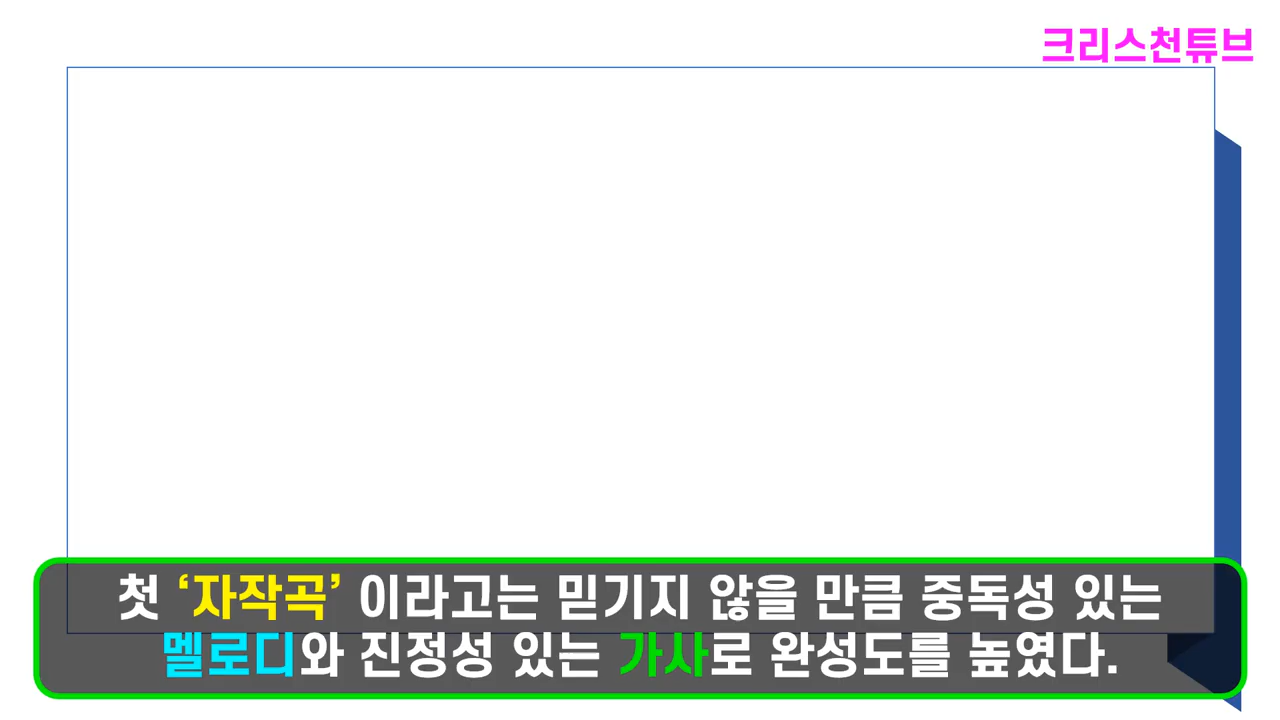 크리스천튜브
첫 ‘자작곡’ 이라고는 믿기지 않을 만큼 중독성 있는
멜로디와 진정성 있는 가사로 완성도를 높였다.